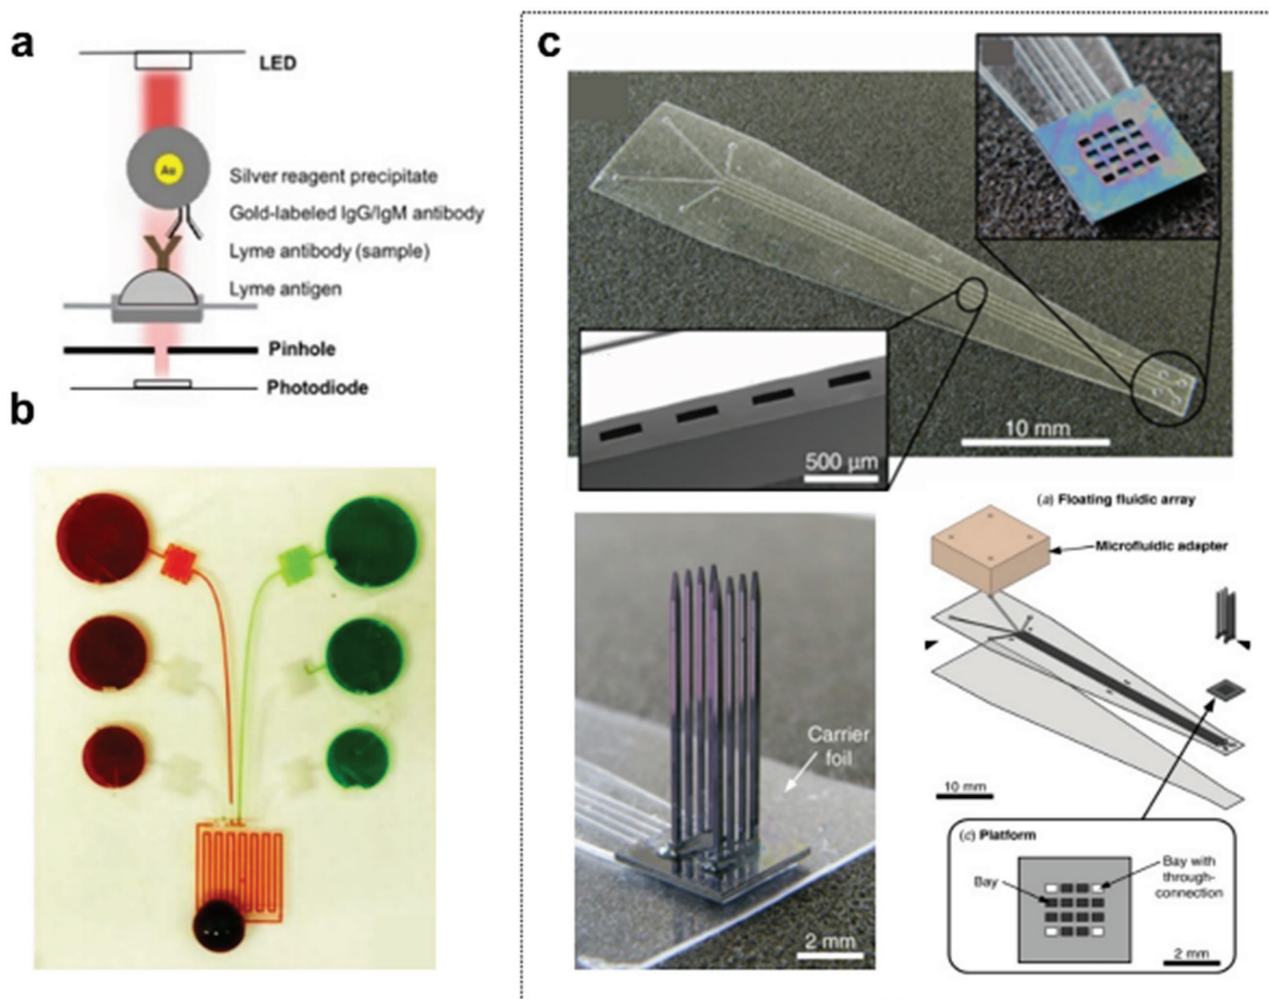 a
LED
Au
Silver reagent precipitate
Gold-labeled IgG/IgM antibody
Lyme antibody (sample)
Lyme antigen
Pinhole
Photodiode
b
c
10 mm
500 µm
Carrier
foil
2 mm
(a) Floating fluidic array
Microfluidic adapter
10 mm
(c) Platform
Bay
Bay with
through-
connection
2 mm